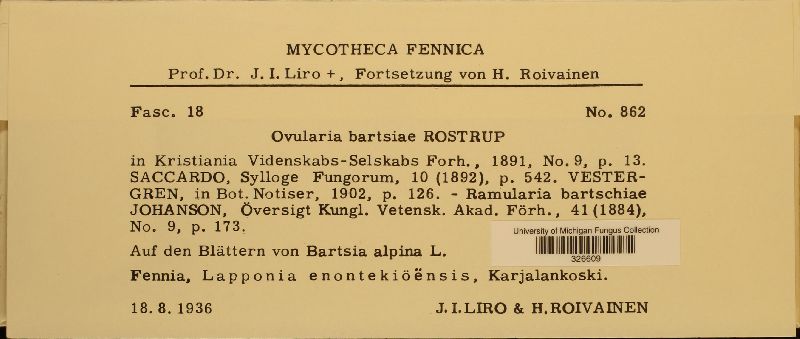 MYCOTHECA FENNICA
Prof. Dr. J. I. Liro +, Fortsetzung von H. Roivainen
Fasc. 18 No. 862
Ovularia bartsiae ROSTRUP
in Kristiania Videnskabs-Selskabs Forh., 1891, No. 9, p. 13.
SACCARDO, Sylloge Fungorum, 10 (1892), p. 542. VESTER-
GREN, in Bot. Notiser, 1902, p. 126. - Ramularia bartschiae
JOHANSON, Översigt Kungl. Vetensk. Akad. Förh., 41 (1884),
No. 9, p. 173.
University of Michigan Fungus Collection
326609
Auf den Blättern von Bartsia alpina L.
Fennia, Lapponia enontekiöënsis, Karjalankoski.
18. 8. 1936 J. I. LIRO & H. ROIVAINEN